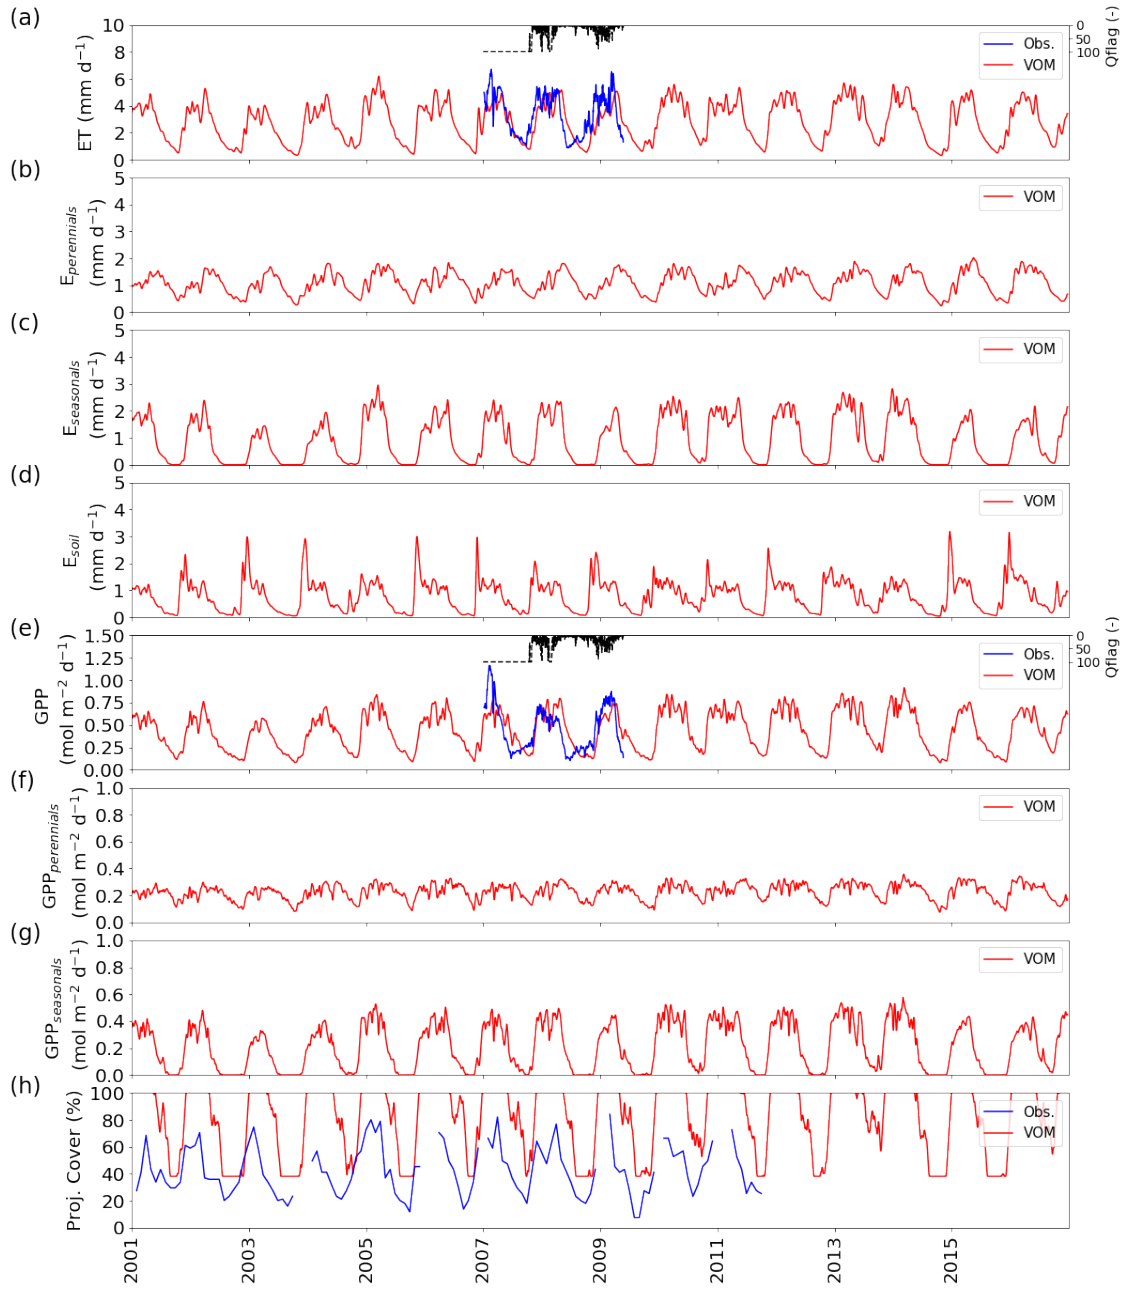 (a)
ET (mm d−1)
10
8
6
4
2
0
0
50
100
Qflag (-)
Obs.
VOM
(b)
Eperennials
(mm d−1)
5
4
3
2
1
0
VOM
(c)
Eseasonals
(mm d−1)
5
4
3
2
1
0
VOM
(d)
Esoil
(mm d−1)
5
4
3
2
1
0
VOM
(e)
GPP
(mol m−2 d−1)
1.50
1.25
1.00
0.75
0.50
0.25
0.00
0
50
100
Qflag (-)
Obs.
VOM
(f)
GPPperennials
(mol m−2 d−1)
1.0
0.8
0.6
0.4
0.2
0.0
VOM
(g)
GPPseasonals
(mol m−2 d−1)
1.0
0.8
0.6
0.4
0.2
0.0
VOM
(h)
Proj. Cover (%)
100
80
60
40
20
0
Obs.
VOM
2001
2003
2005
2007
2009
2011
2013
2015